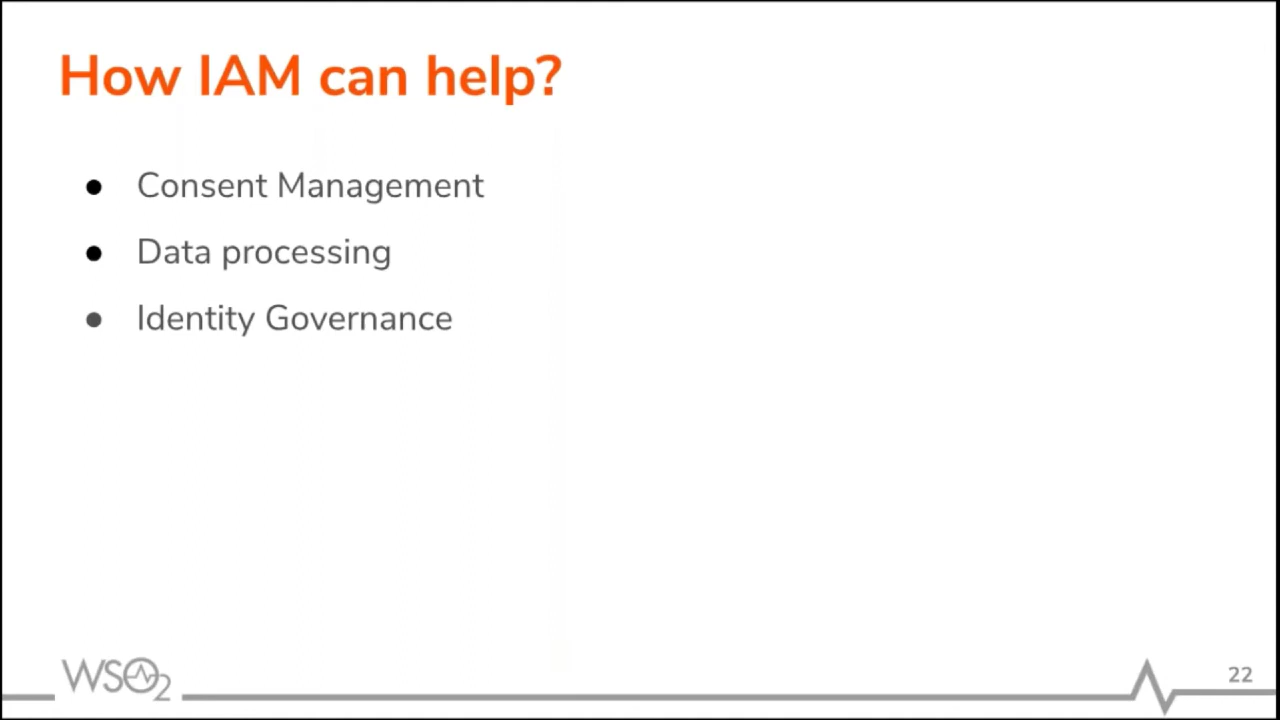 How IAM can help?
● Consent Management
● Data processing
● Identity Governance
WSO2
22